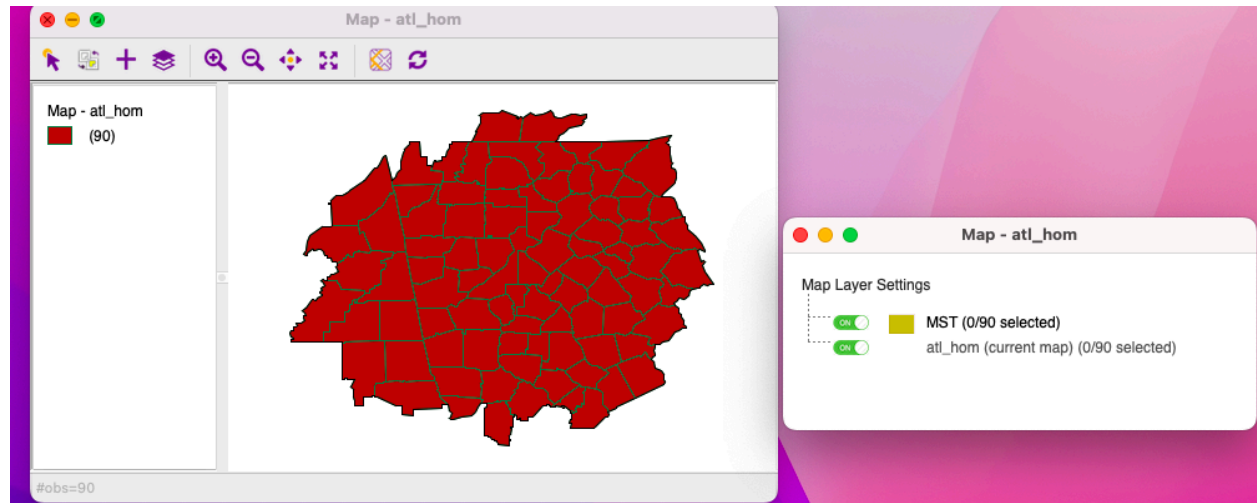 Map - atl_hom
Map - atl_hom
(90)
#obs=90
Map - atl_hom
Map Layer Settings
ON MST (0/90 selected)
ON atl_hom (current map) (0/90 selected)